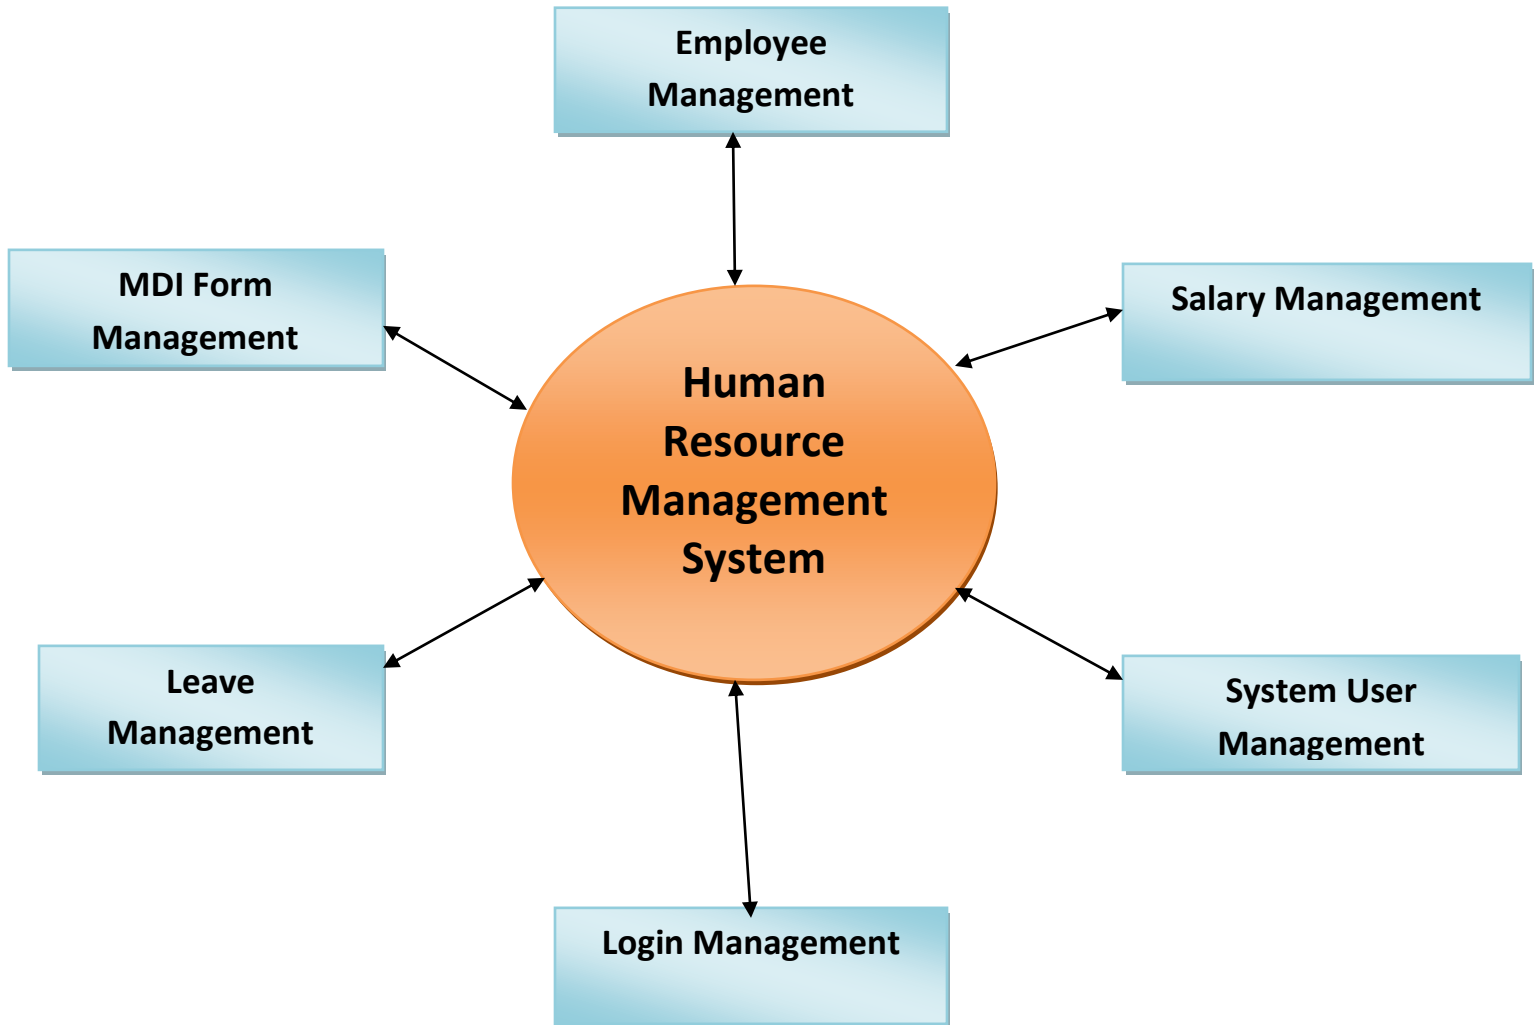 Employee
Management
MDI Form
Management
Salary Management
Human
Resource
Management
System
Leave
Management
System User
Management
Login Management